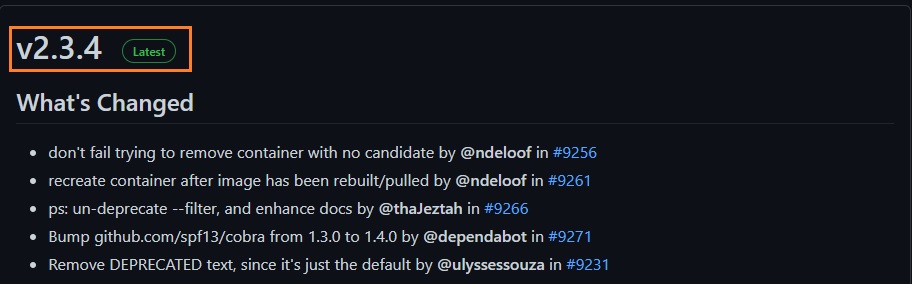 v2.3.4 Latest
What's Changed
• don't fail trying to remove container with no candidate by @ndeloof in #9256
• recreate container after image has been rebuilt/pulled by @ndeloof in #9261
• ps: un-deprecate --filter, and enhance docs by @thaJeztah in #9266
• Bump github.com/spf13/cobra from 1.3.0 to 1.4.0 by @dependabot in #9271
• Remove DEPRECATED text, since it's just the default by @ulyssessouza in #9231